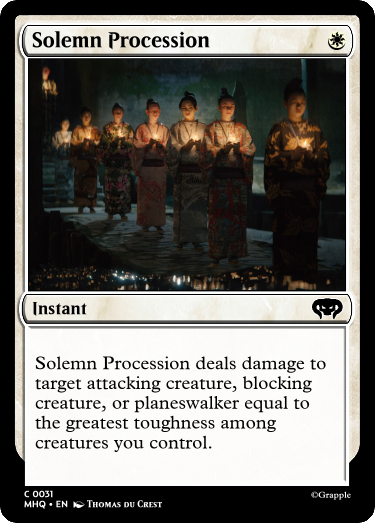 Solemn Procession
Instant
Solemn Procession deals damage to
target attacking creature, blocking
creature, or planeswalker equal to
the greatest toughness among
creatures you control.
C 0031
MHQ • EN Thomas du Crest
©Grapple